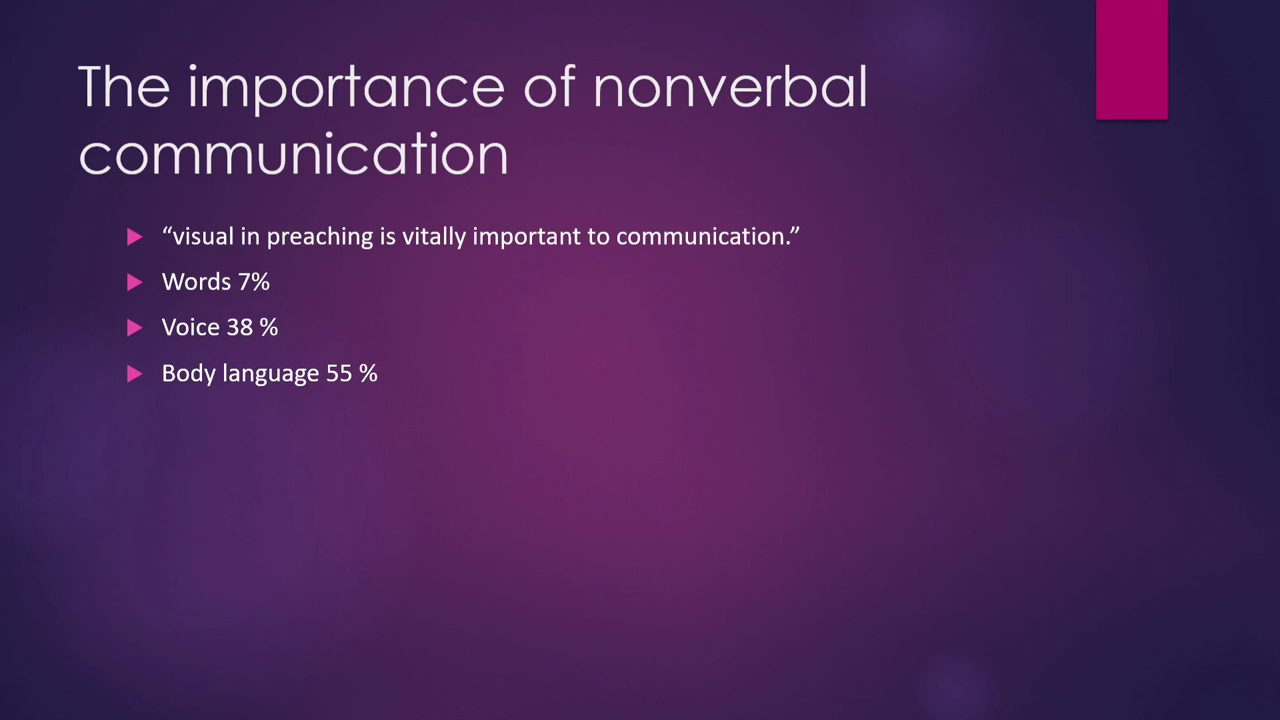 The importance of nonverbal
communication
“visual in preaching is vitally important to communication.”
Words 7%
Voice 38 %
Body language 55 %